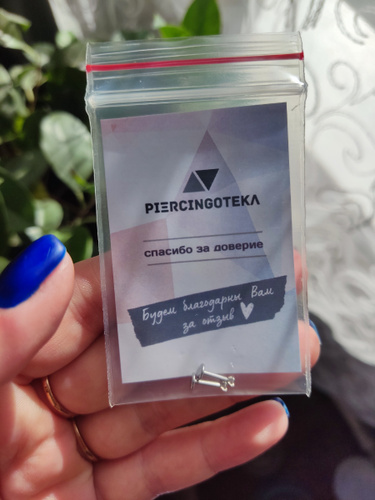 PIERCINGOTEKA
спасибо за доверие
Будем благодарны Вам
за отзыв